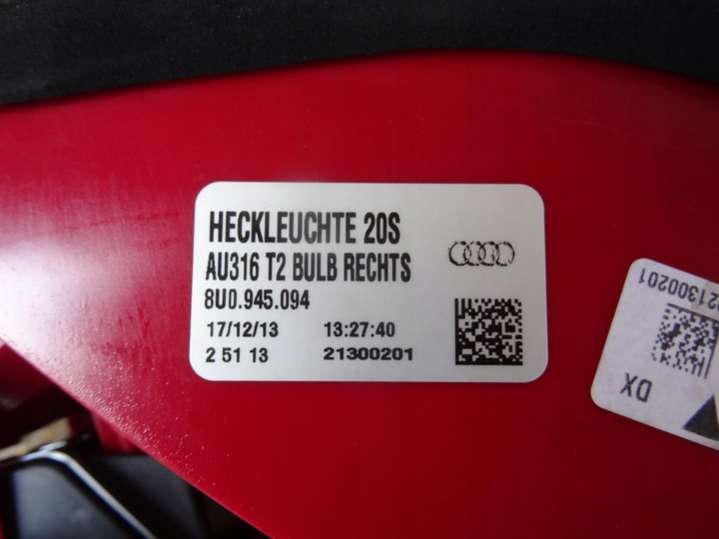 HECKLEUCHTE 20S
AU316 T2 BULB RECHTS
8U0.945.094
17/12/13 13:27:40
2 51 13 21300201
21300201
DX